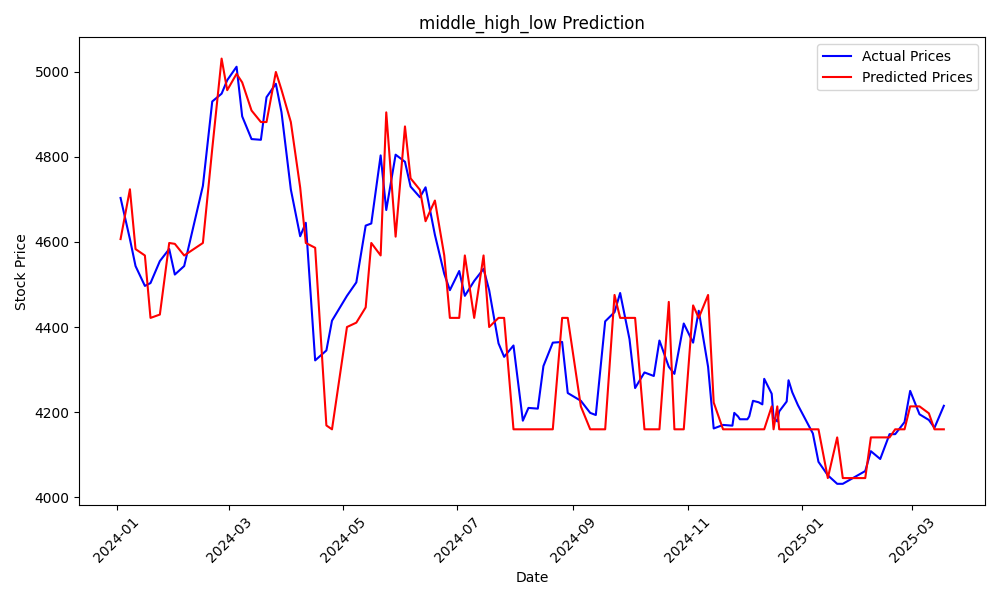 middle_high_low Prediction
Actual Prices
Predicted Prices
Stock Price
5000
4800
4600
4400
4200
4000
2024-01
2024-03
2024-05
2024-07
2024-09
2024-11
2025-01
2025-03
Date